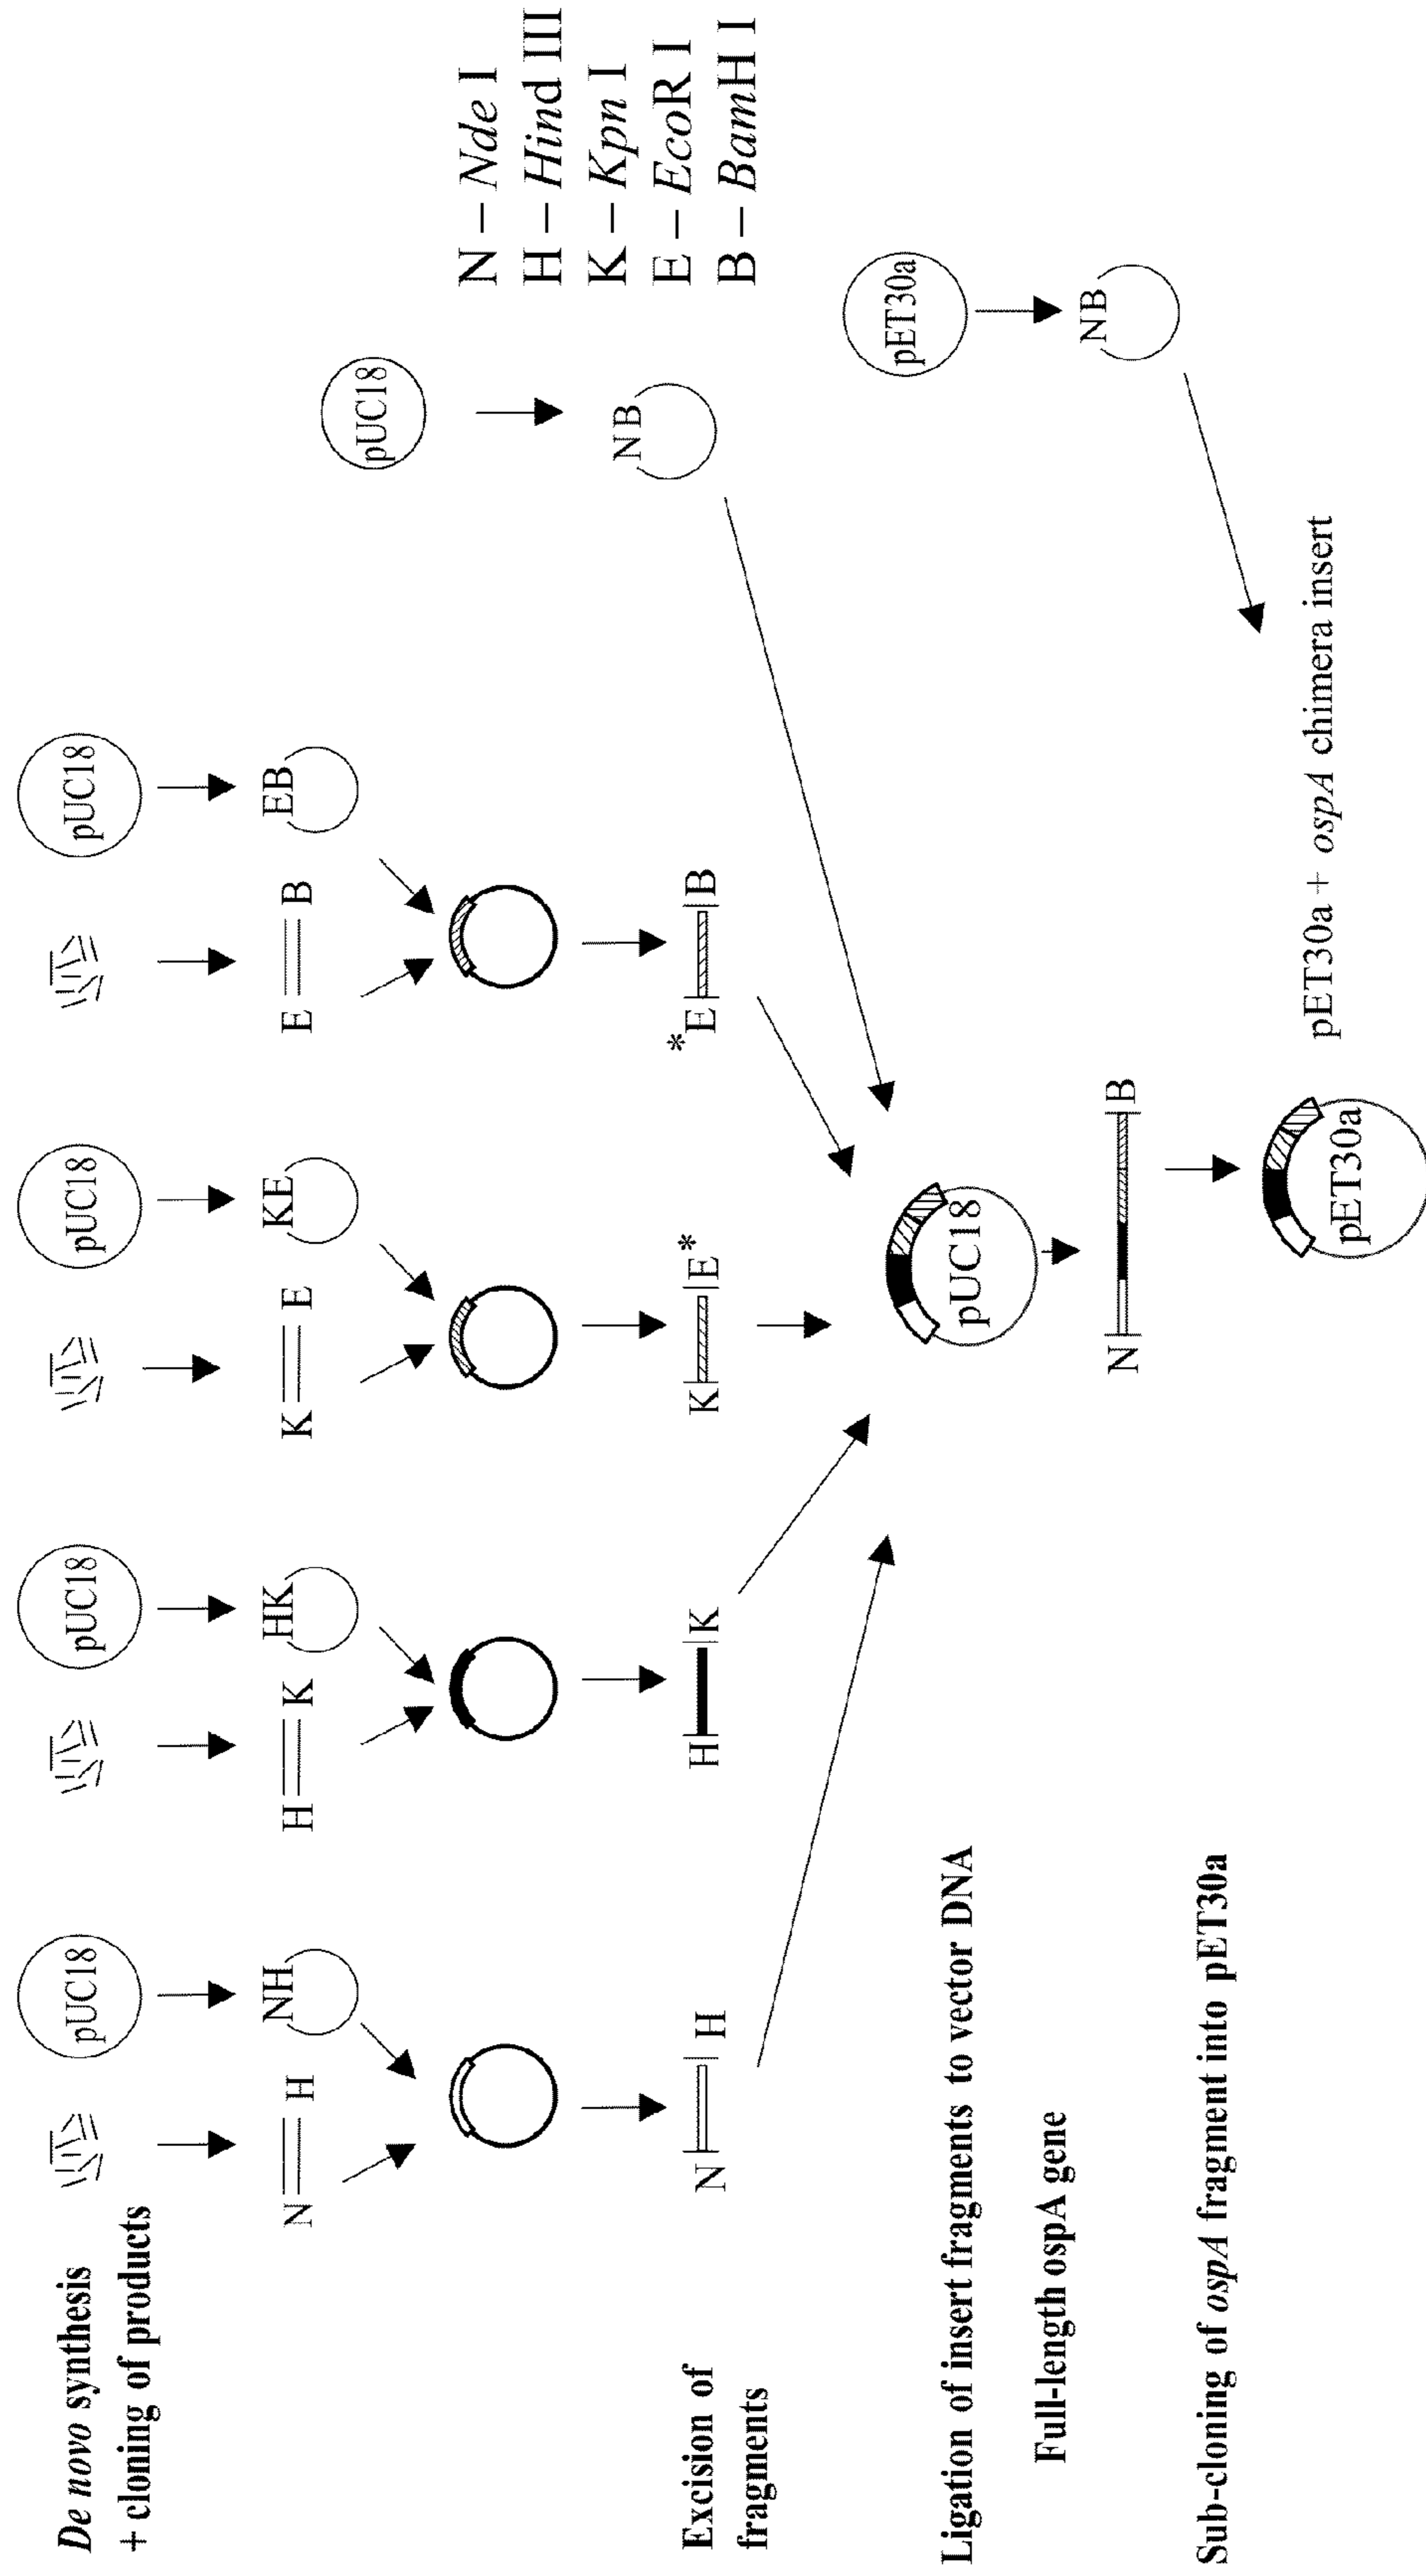 De novo synthesis
+ cloning of products
pUC18
pUC18
pUC18
pUC18
N H
NH
H K
HK
K E
KE
E B
EB
pUC18
NB
N – Nde I
H – Hind III
K – Kpn I
E – EcoR I
B – BamH I
Excision of
fragments
N H
H K
K E*
*E B
Ligation of insert fragments to vector DNA
Full-length ospA gene
pUC18
pET30a
NB
N B
Sub-cloning of ospA fragment into pET30a
pET30a
pET30a + ospA chimera insert